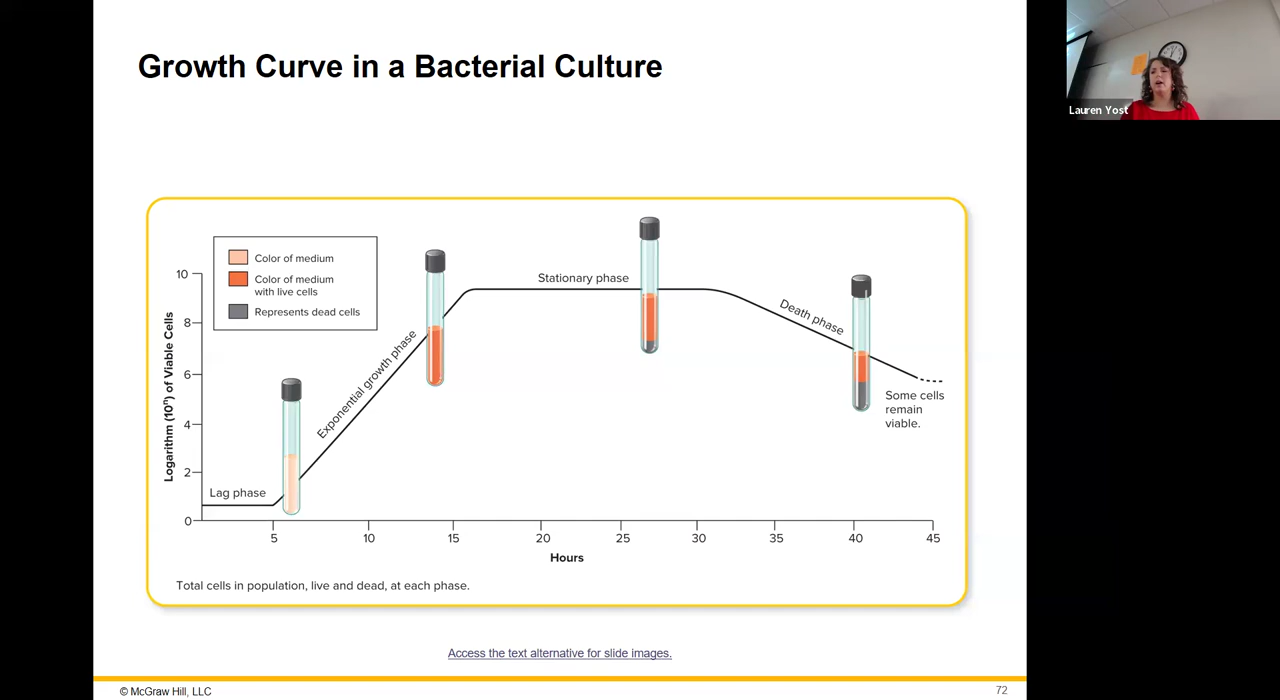 Growth Curve in a Bacterial Culture
Lauren Yost
Color of medium
Color of medium
with live cells
Represents dead cells
Logarithm (10ⁿ) of Viable Cells
10
8
6
4
2
0
Lag phase
Exponential growth phase
Stationary phase
Death phase
Some cells
remain
viable.
5 10 15 20 25 30 35 40 45
Hours
Total cells in population, live and dead, at each phase.
Access the text alternative for slide images.
© McGraw Hill, LLC
72